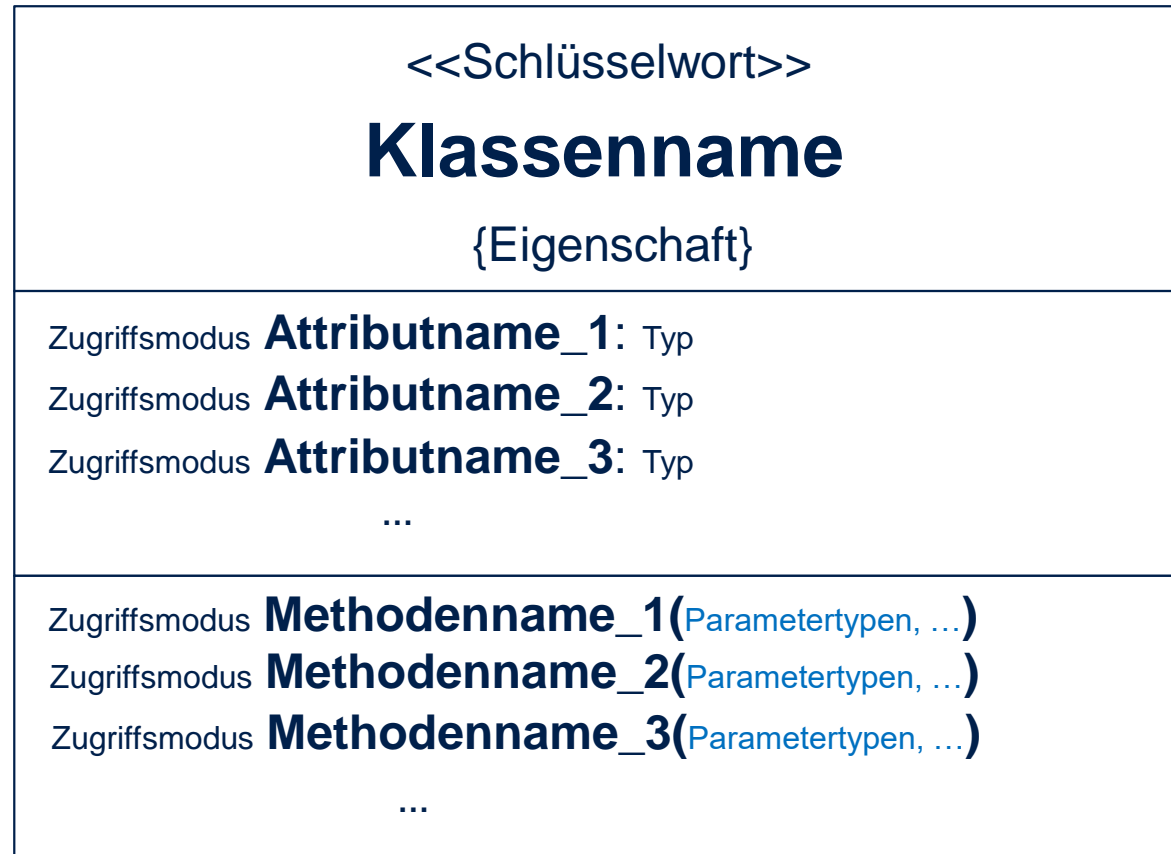 <<Schlüsselwort>>
Klassenname
{Eigenschaft}
Zugriffsmodus Attributname_1: Typ
Zugriffsmodus Attributname_2: Typ
Zugriffsmodus Attributname_3: Typ
...
Zugriffsmodus Methodenname_1(Parametertypen, …)
Zugriffsmodus Methodenname_2(Parametertypen, …)
Zugriffsmodus Methodenname_3(Parametertypen, …)
...